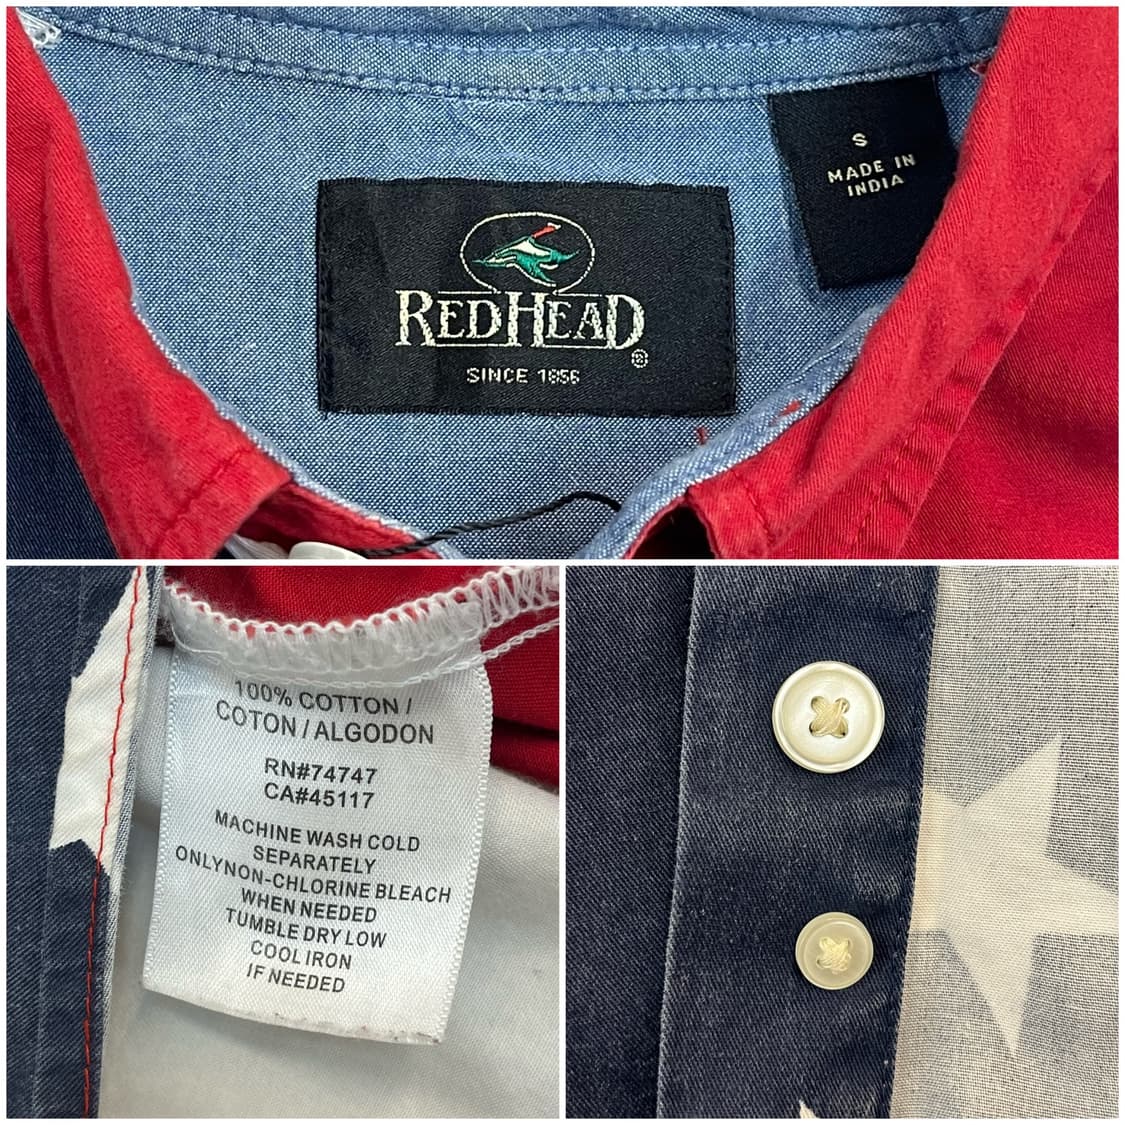 S
MADE IN
INDIA
REDHEAD
®
SINCE 1856
100% COTTON /
COTON / ALGODON
RN#74747
CA#45117
MACHINE WASH COLD
SEPARATELY
ONLYNON-CHLORINE BLEACH
WHEN NEEDED
TUMBLE DRY LOW
COOL IRON
IF NEEDED